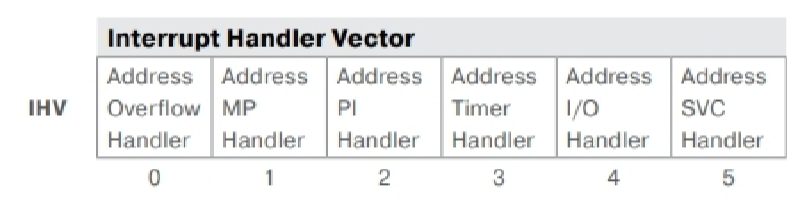 Interrupt Handler Vector
Address Address Address Address Address Address
IHV Overflow MP PI Timer I/O SVC
Handler Handler Handler Handler Handler Handler
0 1 2 3 4 5